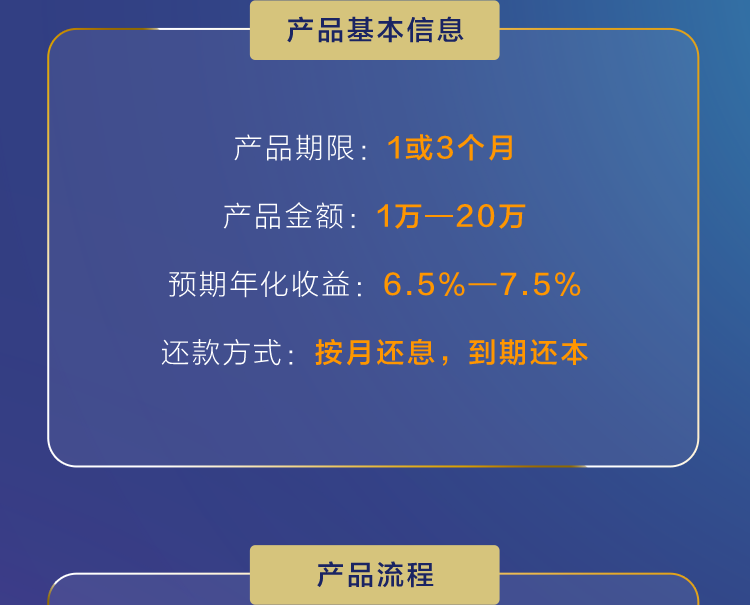 产品基本信息
产品期限：1或3个月
产品金额：1万—20万
预期年化收益：6.5%—7.5%
还款方式：按月还息，到期还本
产品流程